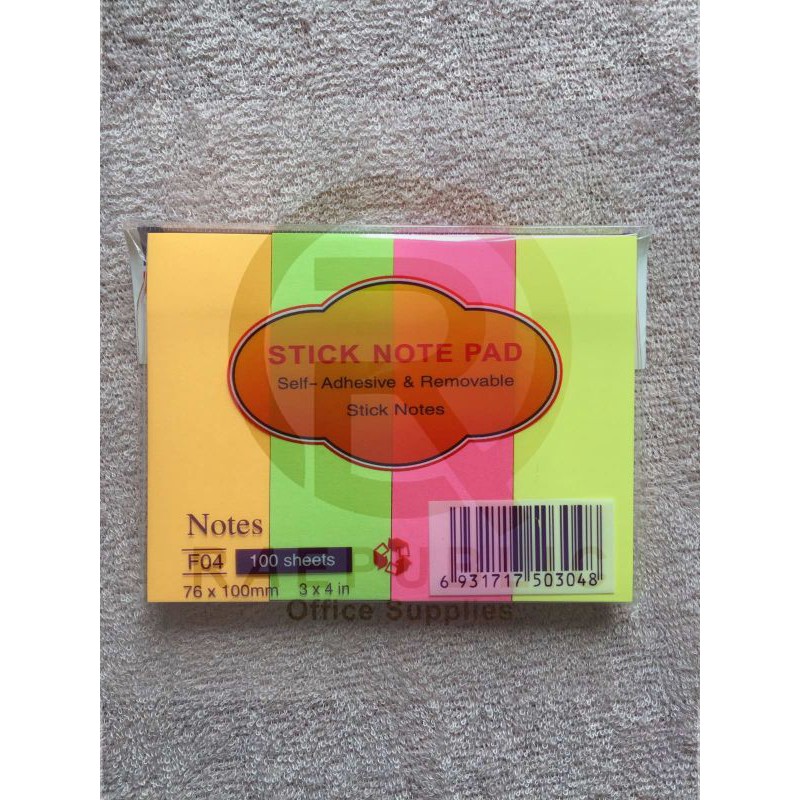 STICK NOTE PAD
Self-Adhesive & Removable
Stick Notes
Notes
F04 100 sheets
76 x 100mm 3 x 4 in
6 931717 503048
Office Supplies